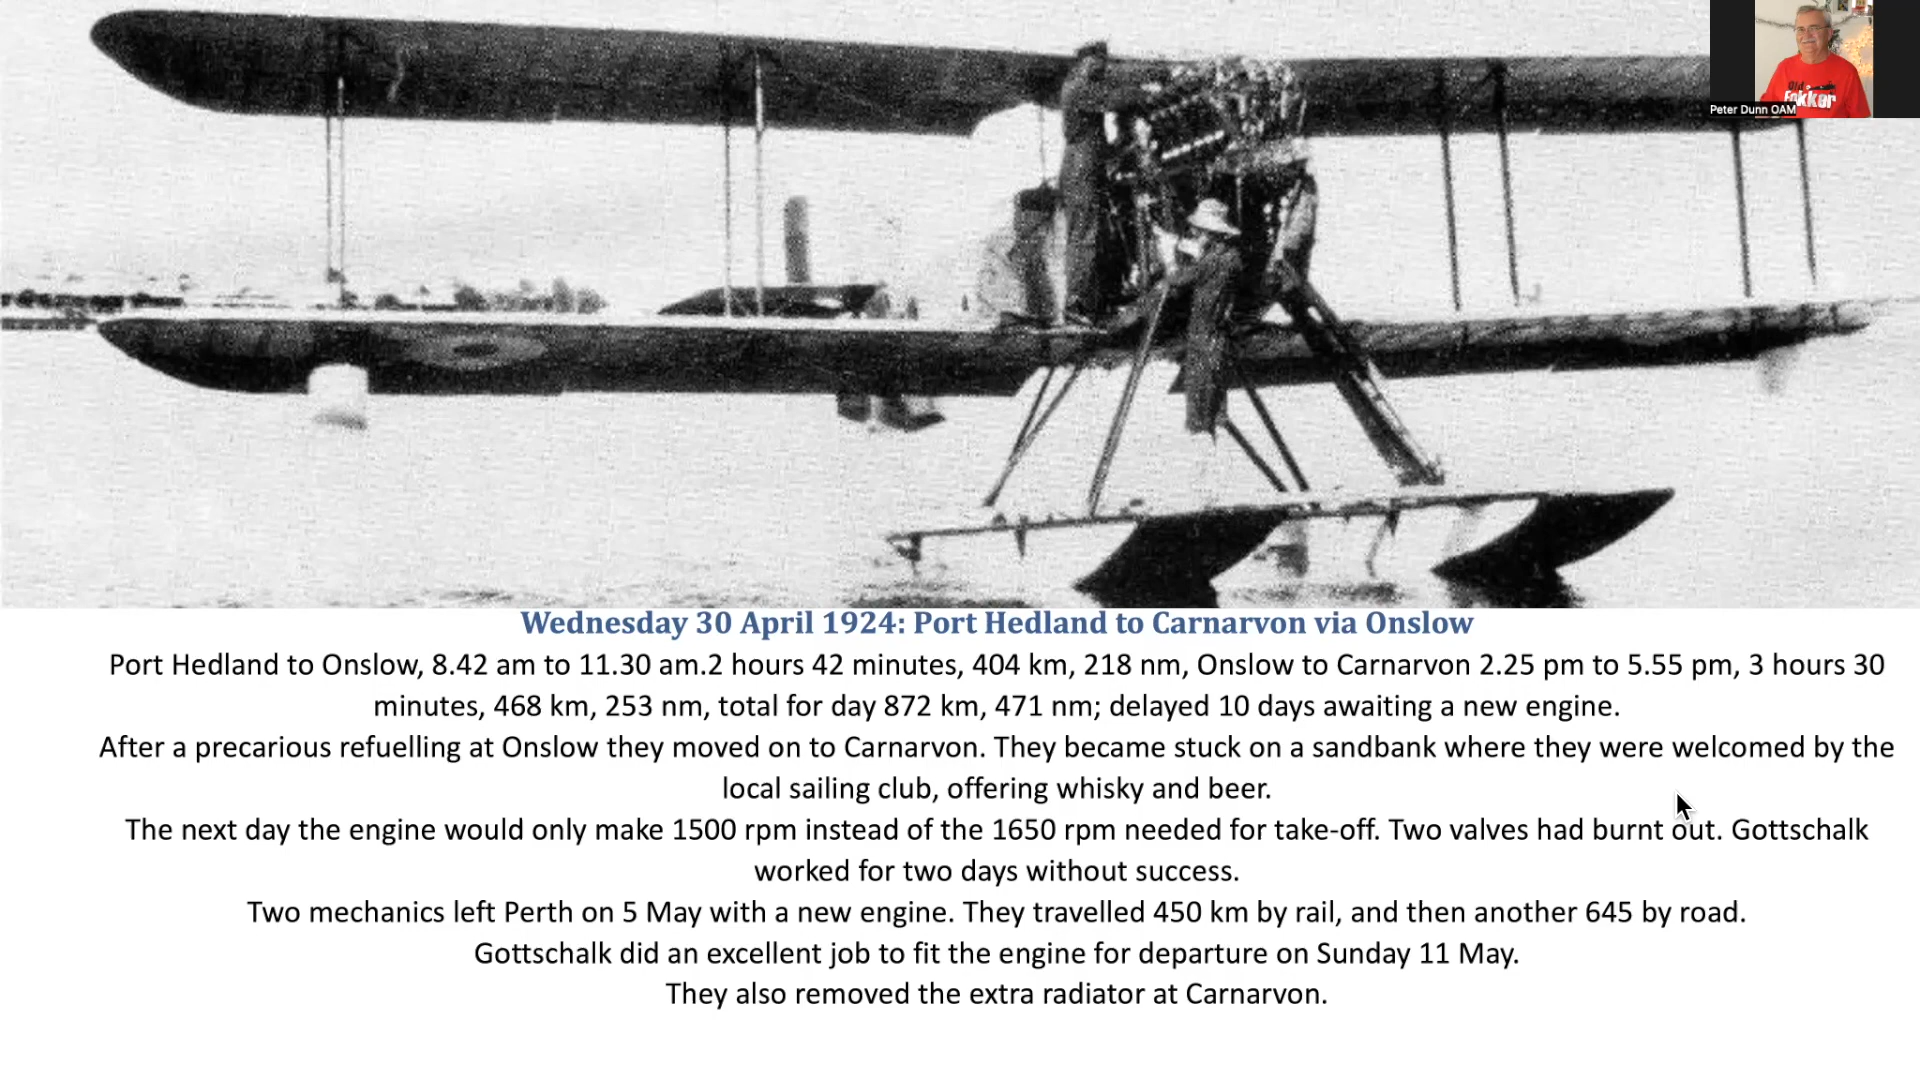 Old
Fokker
Peter Dunn OAM
Wednesday 30 April 1924: Port Hedland to Carnarvon via Onslow
Port Hedland to Onslow, 8.42 am to 11.30 am.2 hours 42 minutes, 404 km, 218 nm, Onslow to Carnarvon 2.25 pm to 5.55 pm, 3 hours 30
minutes, 468 km, 253 nm, total for day 872 km, 471 nm; delayed 10 days awaiting a new engine.
After a precarious refuelling at Onslow they moved on to Carnarvon. They became stuck on a sandbank where they were welcomed by the
local sailing club, offering whisky and beer.
The next day the engine would only make 1500 rpm instead of the 1650 rpm needed for take-off. Two valves had burnt out. Gottschalk
worked for two days without success.
Two mechanics left Perth on 5 May with a new engine. They travelled 450 km by rail, and then another 645 by road.
Gottschalk did an excellent job to fit the engine for departure on Sunday 11 May.
They also removed the extra radiator at Carnarvon.